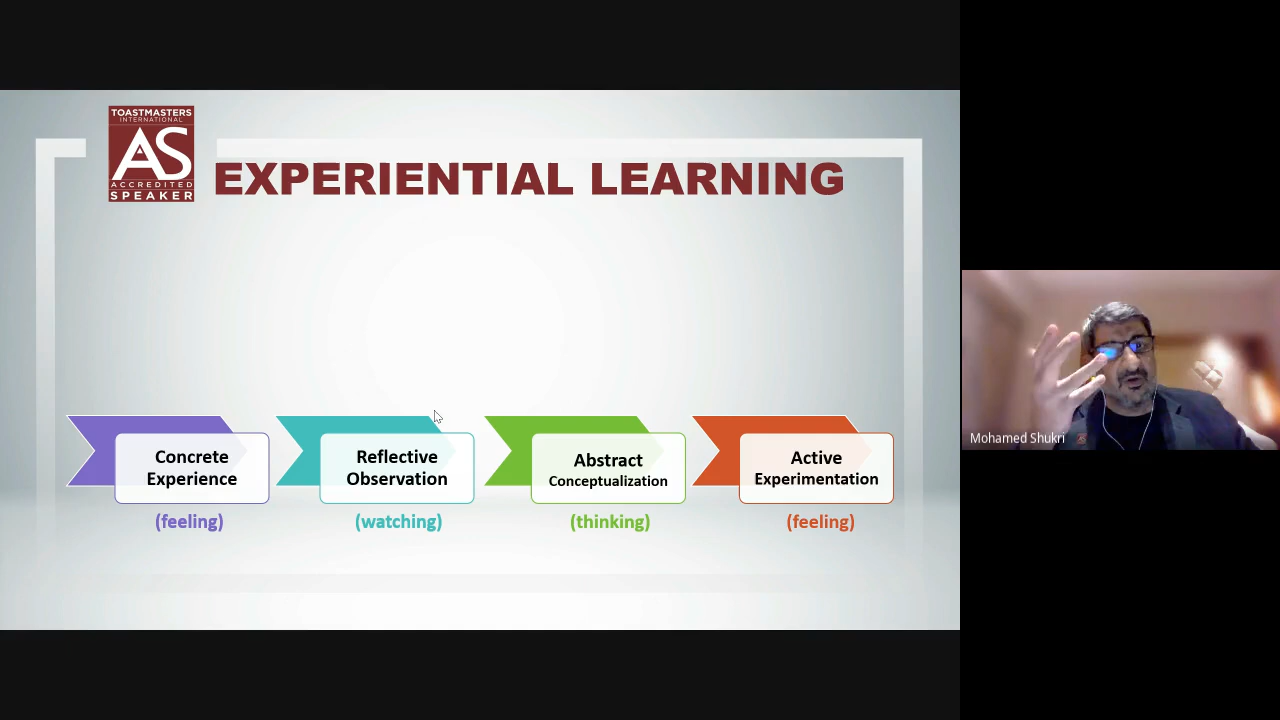 TOASTMASTERS
INTERNATIONAL
AS
ACCREDITED
SPEAKER
EXPERIENTIAL LEARNING
Concrete
Experience
(feeling)
Reflective
Observation
(watching)
Abstract
Conceptualization
(thinking)
Active
Experimentation
(feeling)
Mohamed Shukri